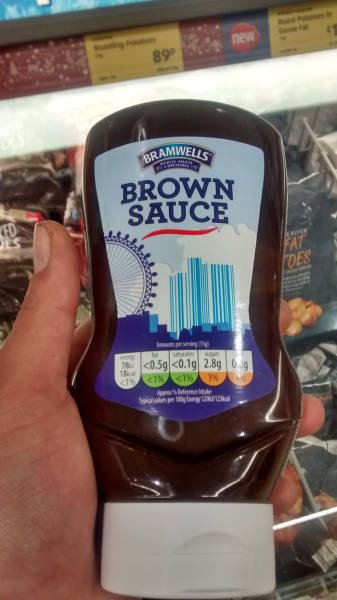 Roasting Potatoes
89P
new
Roast Potatoes in
Goose Fat
£1
BRAMWELLS
BROWN
SAUCE
FAT
TOES
Amounts per serving (15g)
energy fat saturates sugars
78kJ <0.5g <0.1g 2.8g
18kcal
<1% <1% <1% 3%
Approx % Reference Intake
Typical values per 100g Energy 520kJ/123kcal